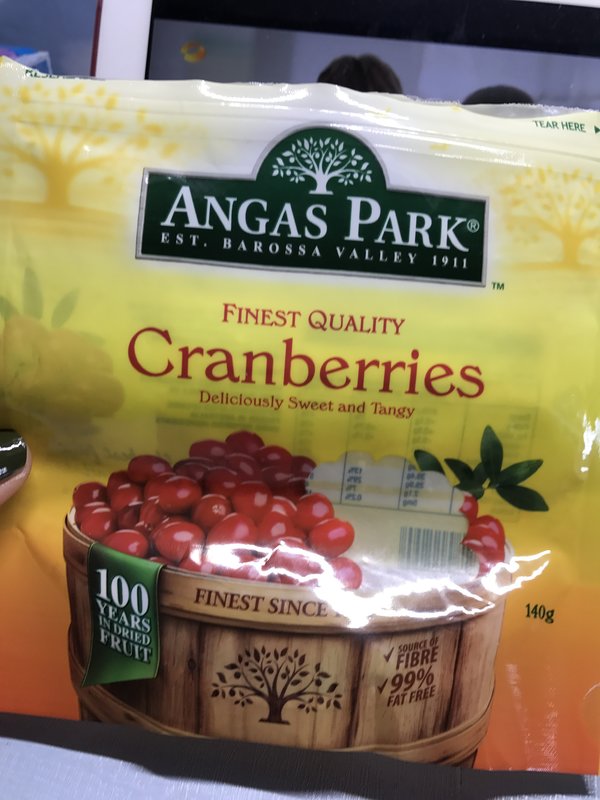 TEAR HERE
ANGAS PARK®
EST. BAROSSA VALLEY 1911
TM
FINEST QUALITY
Cranberries
Deliciously Sweet and Tangy
100
YEARS
IN DRIED
FRUIT
FINEST SINCE
SOURCE OF
FIBRE
99%
FAT FREE
140g